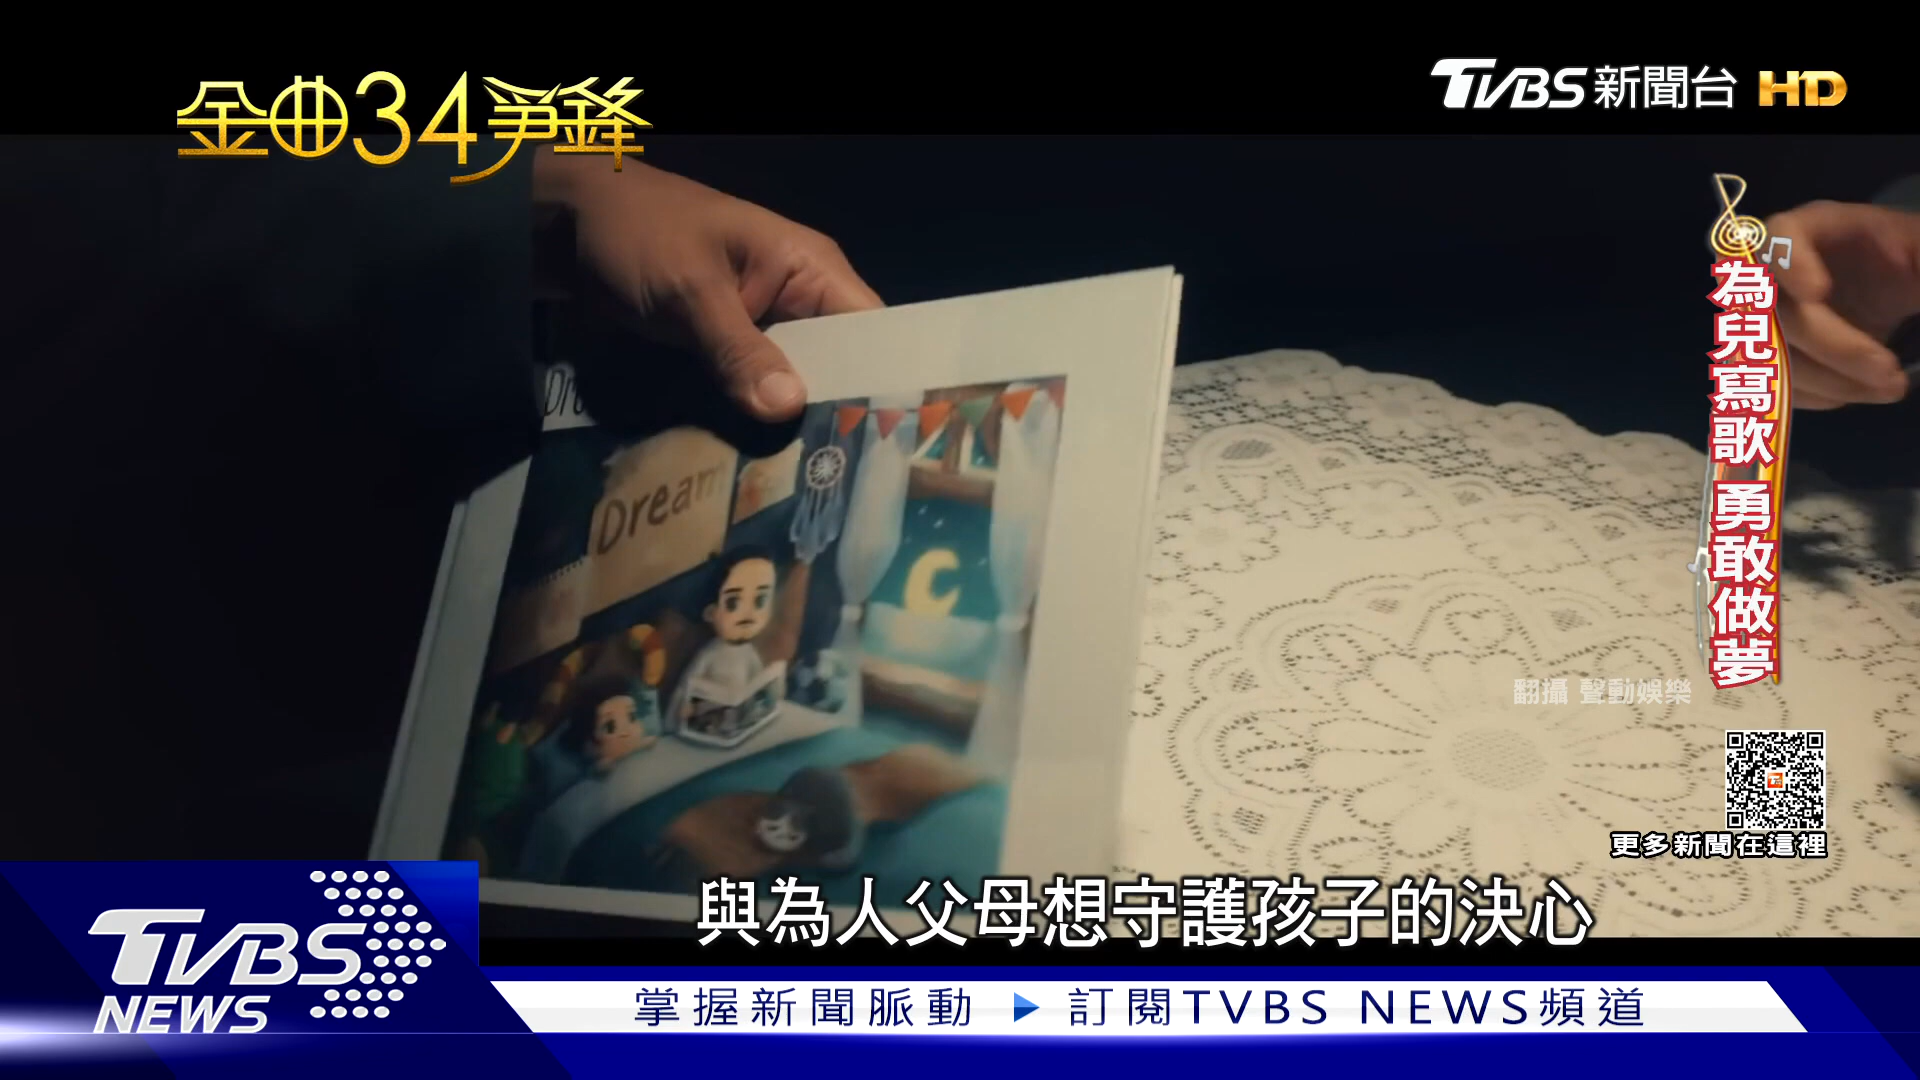 金曲34爭鋒
TVBS新聞台 HD
為兒寫歌 勇敢做夢
Dream
翻攝 聲動娛樂
更多新聞在這裡
與為人父母想守護孩子的決心
TVBS NEWS
掌握新聞脈動 ▶ 訂閱TVBS NEWS頻道